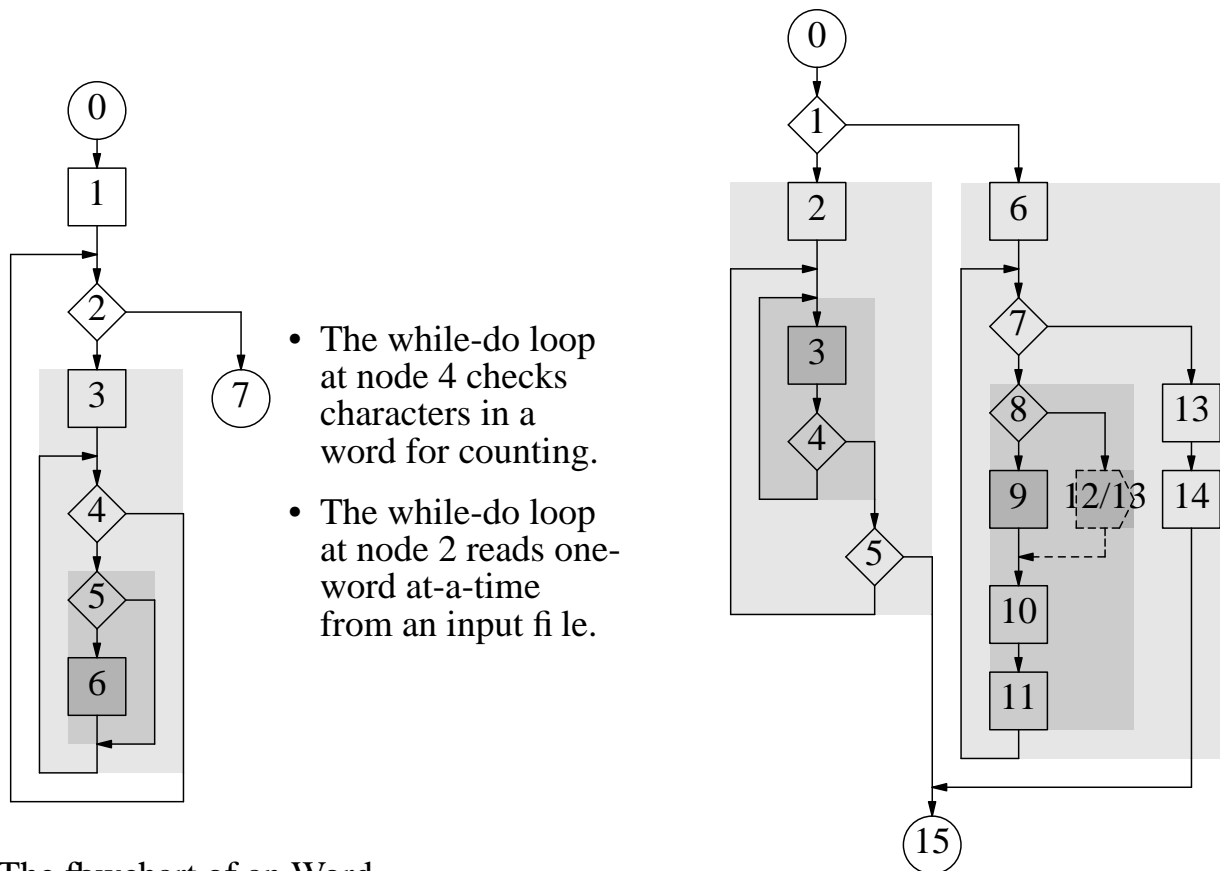 0
1
2
3
7
4
5
6
• The while-do loop
at node 4 checks
characters in a
word for counting.
• The while-do loop
at node 2 reads one-
word at-a-time
from an input fi le.
0
1
2
6
3
7
4
8
13
9
12/13
14
5
10
11
15
The flowchart of an Word